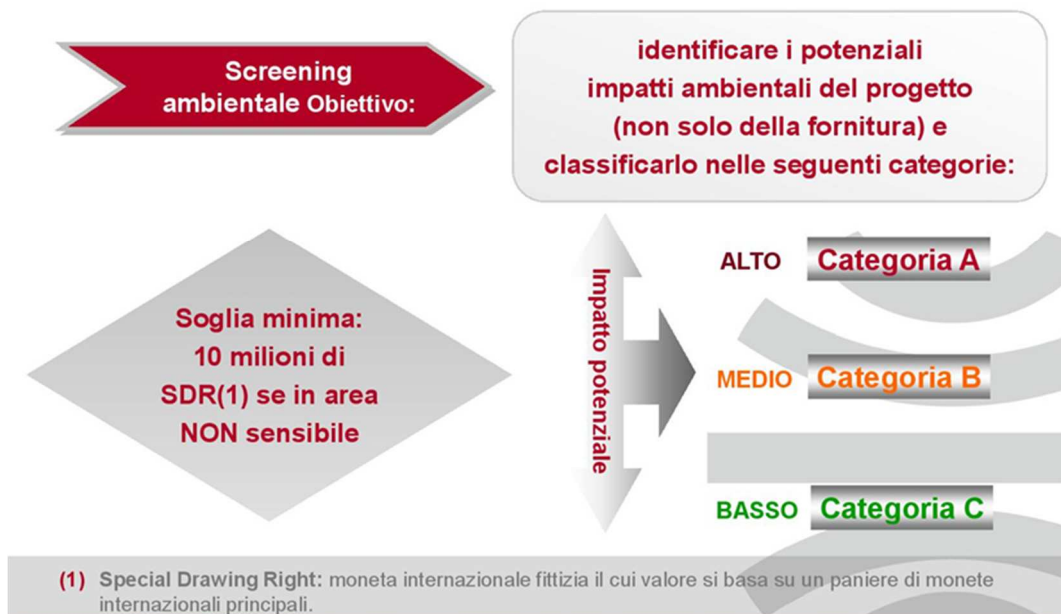 Screening
ambientale Obiettivo:
identificare i potenziali
impatti ambientali del progetto
(non solo della fornitura) e
classificarlo nelle seguenti categorie:
Soglia minima:
10 milioni di
SDR(1) se in area
NON sensibile
Impatto potenziale
ALTO Categoria A
MEDIO Categoria B
BASSO Categoria C
(1) Special Drawing Right: moneta internazionale fittizia il cui valore si basa su un paniere di monete
internazionali principali.